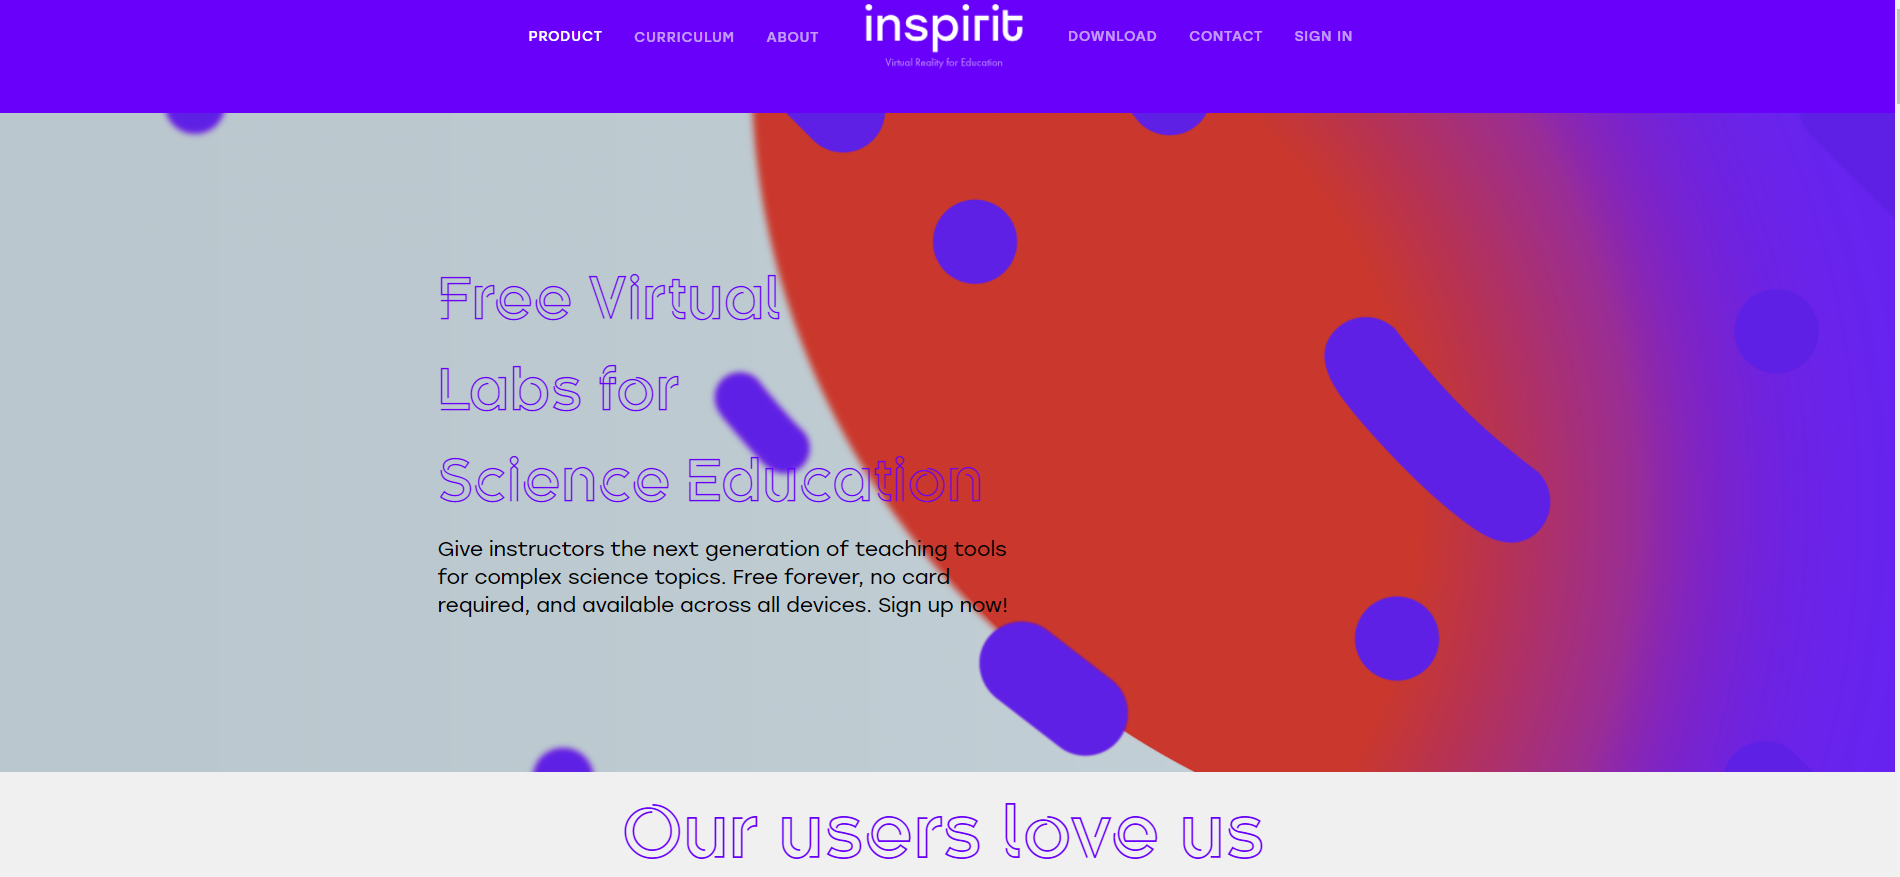 PRODUCT CURRICULUM ABOUT inspirit DOWNLOAD CONTACT SIGN IN
Virtual Reality for Education
Free Virtual
Labs for
Science Education
Give instructors the next generation of teaching tools
for complex science topics. Free forever, no card
required, and available across all devices. Sign up now!
Our users love us